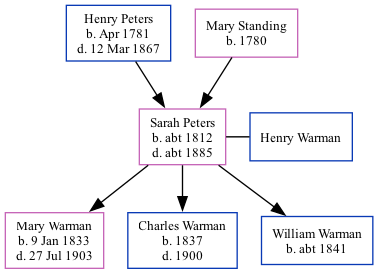 Henry Peters
b. Apr 1781
d. 12 Mar 1867
Mary Standing
b. 1780
Sarah Peters
b. abt 1812
d. abt 1885
Henry Warman
Mary Warman
b. 9 Jan 1833
d. 27 Jul 1903
Charles Warman
b. 1837
d. 1900
William Warman
b. abt 1841